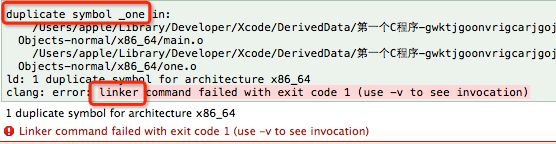 duplicate symbol _one in:
/Users/apple/Library/Developer/Xcode/DerivedData/第一个C程序-gwktjgoonvrigcarjgoj
Objects-normal/x86_64/main.o
/Users/apple/Library/Developer/Xcode/DerivedData/第一个C程序-gwktjgoonvrigcarjgoj
Objects-normal/x86_64/one.o
ld: 1 duplicate symbol for architecture x86_64
clang: error: linker command failed with exit code 1 (use -v to see invocation)
1 duplicate symbol for architecture x86_64
Linker command failed with exit code 1 (use -v to see invocation)